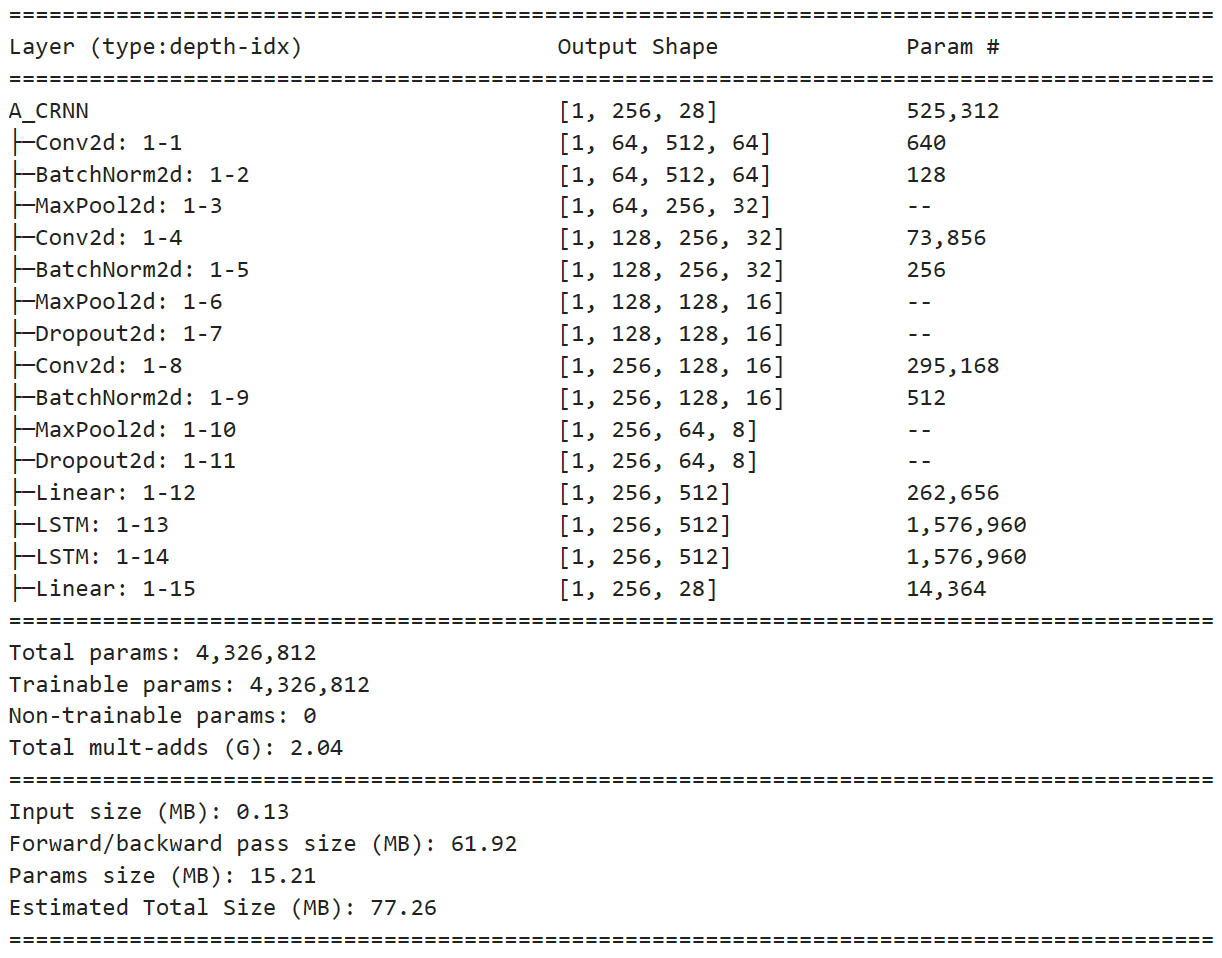 ==========================================================================================
Layer (type:depth-idx)                   Output Shape              Param #
==========================================================================================
A_CRNN                                   [1, 256, 28]              525,312
├─Conv2d: 1-1                            [1, 64, 512, 64]          640
├─BatchNorm2d: 1-2                       [1, 64, 512, 64]          128
├─MaxPool2d: 1-3                         [1, 64, 256, 32]          --
├─Conv2d: 1-4                            [1, 128, 256, 32]         73,856
├─BatchNorm2d: 1-5                       [1, 128, 256, 32]         256
├─MaxPool2d: 1-6                         [1, 128, 128, 16]         --
├─Dropout2d: 1-7                         [1, 128, 128, 16]         --
├─Conv2d: 1-8                            [1, 256, 128, 16]         295,168
├─BatchNorm2d: 1-9                       [1, 256, 128, 16]         512
├─MaxPool2d: 1-10                        [1, 256, 64, 8]           --
├─Dropout2d: 1-11                        [1, 256, 64, 8]           --
├─Linear: 1-12                           [1, 256, 512]             262,656
├─LSTM: 1-13                             [1, 256, 512]             1,576,960
├─LSTM: 1-14                             [1, 256, 512]             1,576,960
├─Linear: 1-15                           [1, 256, 28]              14,364
==========================================================================================
Total params: 4,326,812
Trainable params: 4,326,812
Non-trainable params: 0
Total mult-adds (G): 2.04
==========================================================================================
Input size (MB): 0.13
Forward/backward pass size (MB): 61.92
Params size (MB): 15.21
Estimated Total Size (MB): 77.26
==========================================================================================